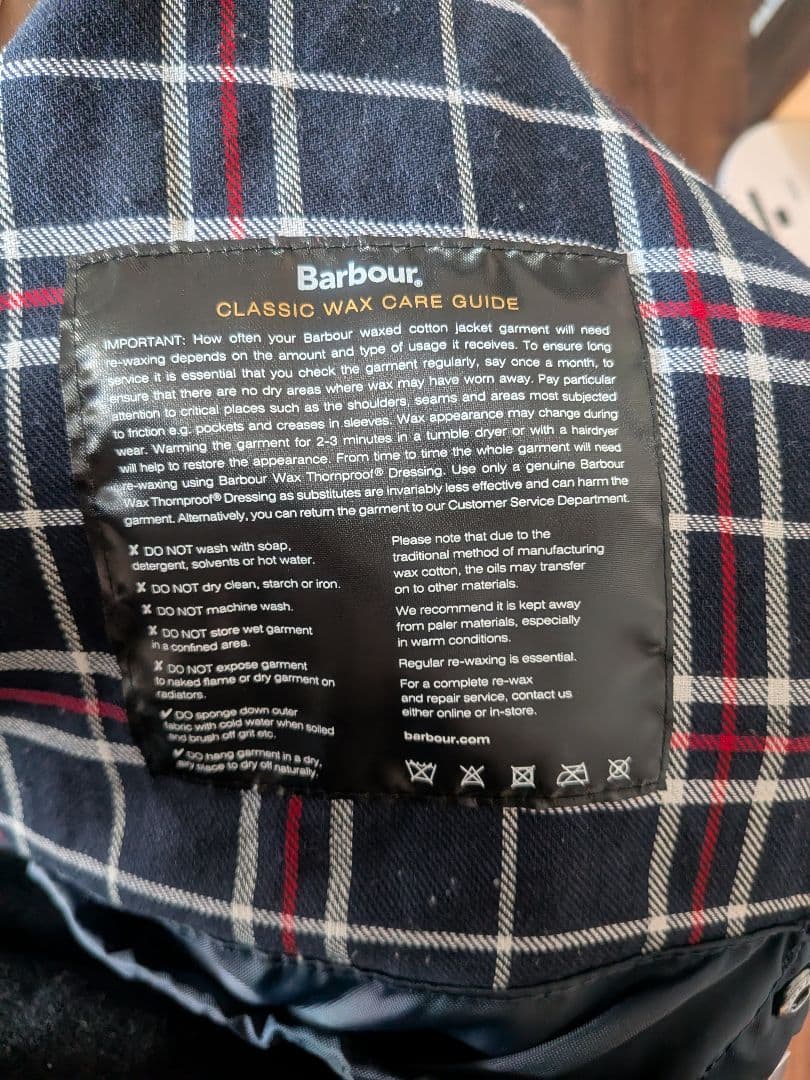 Barbour®
CLASSIC WAX CARE GUIDE
IMPORTANT: How often your Barbour waxed cotton jacket garment will need
re-waxing depends on the amount and type of usage it receives. To ensure long
service it is essential that you check the garment regularly, say once a month, to
ensure that there are no dry areas where wax may have worn away. Pay particular
attention to critical places such as the shoulders, seams and areas most subjected
to friction e.g. pockets and creases in sleeves. Wax appearance may change during
wear. Warming the garment for 2-3 minutes in a tumble dryer or with a hairdryer
will help to restore the appearance. From time to time the whole garment will need
re-waxing using Barbour Wax Thornproof® Dressing. Use only a genuine Barbour
Wax Thornproof® Dressing as substitutes are invariably less effective and can harm the
garment. Alternatively, you can return the garment to our Customer Service Department.
✗ DO NOT wash with soap,
detergent, solvents or hot water.
✗ DO NOT dry clean, starch or iron.
✗ DO NOT machine wash.
✗ DO NOT store wet garment
in a confined area.
✗ DO NOT expose garment
to naked flame or dry garment on
radiators.
✓ DO sponge down outer
fabric with cold water when soiled
and brush off grit etc.
✓ DO hang garment in a dry,
airy place to dry off naturally.
Please note that due to the
traditional method of manufacturing
wax cotton, the oils may transfer
on to other materials.
We recommend it is kept away
from paler materials, especially
in warm conditions.
Regular re-waxing is essential.
For a complete re-wax
and repair service, contact us
either online or in-store.
barbour.com